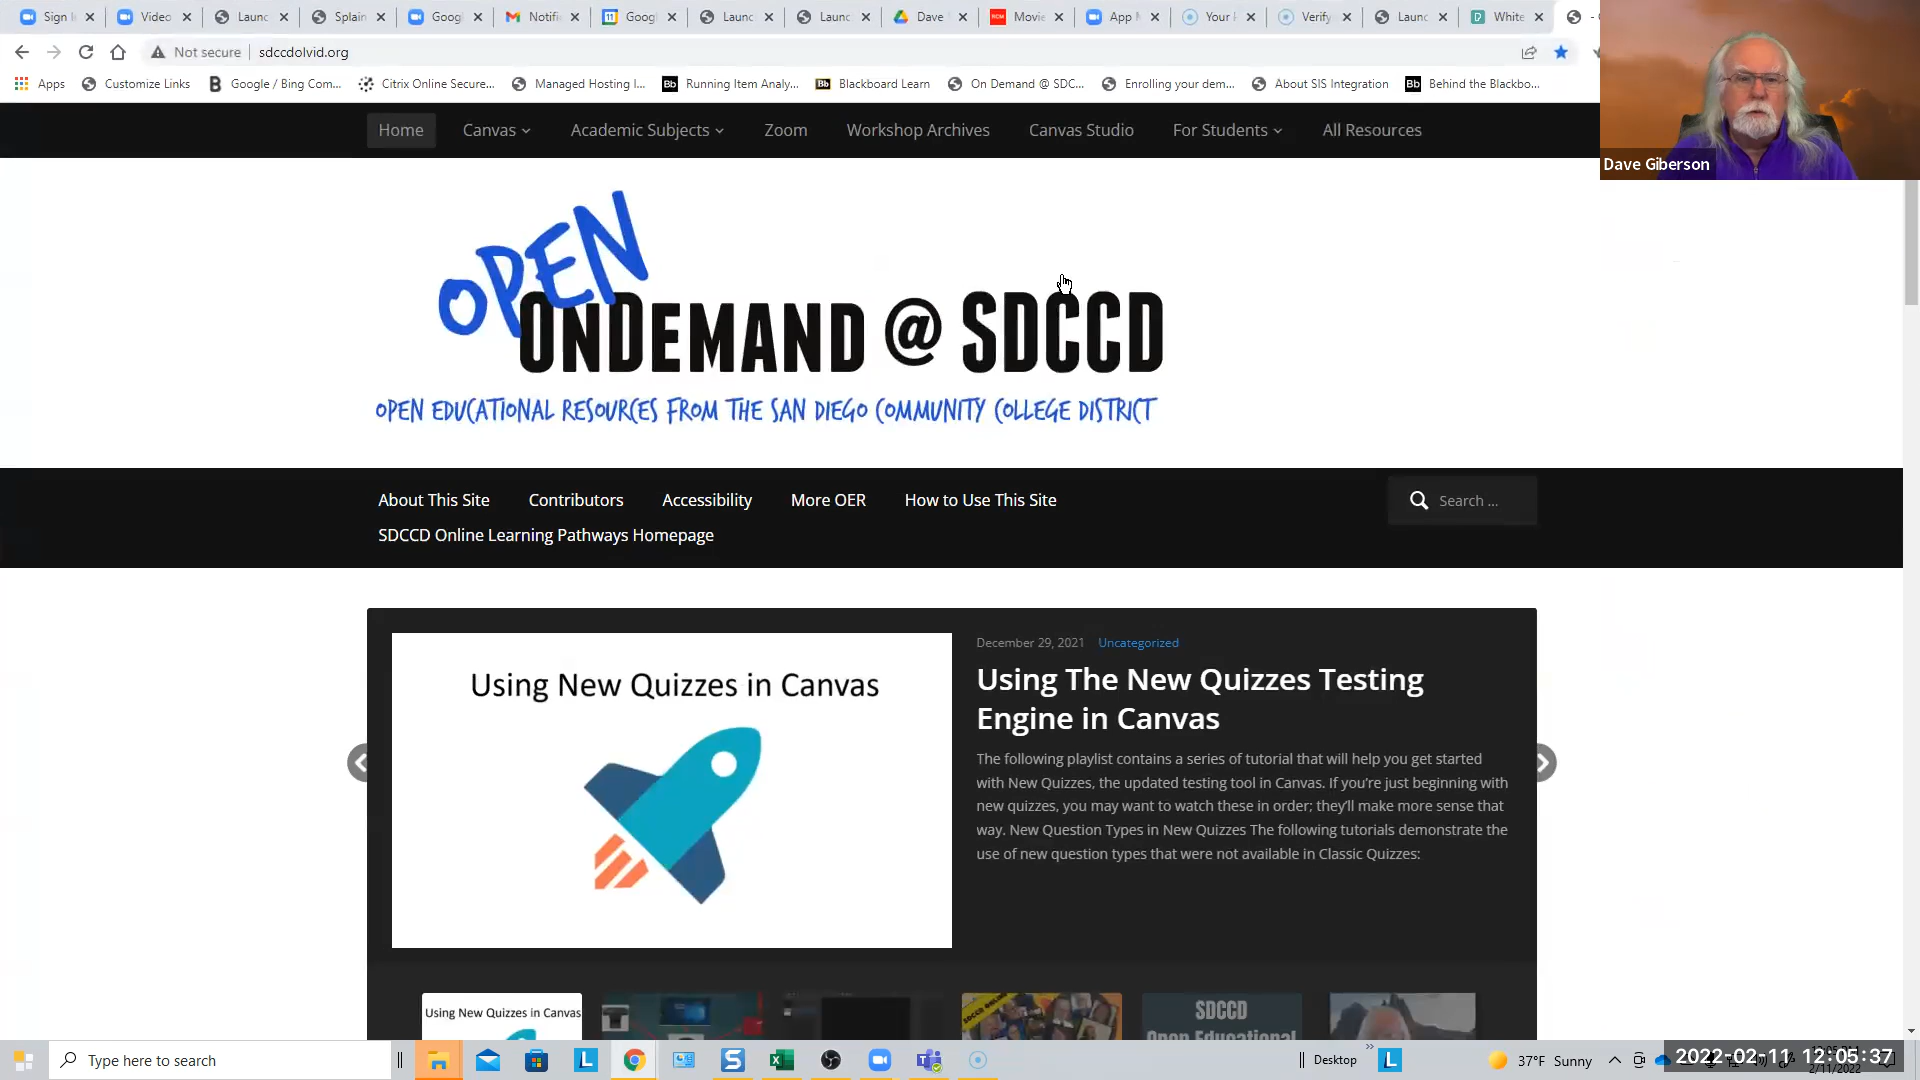 Sign I
Video
Launc
Splain
Googl
Notifi
Googl
Launc
Launc
Dave
Movie
App
Your
Verify
Launc
White
Not secure
sdccdolvid.org
Apps
Customize Links
Google / Bing Com...
Citrix Online Secure...
Managed Hosting I...
Running Item Analy...
Blackboard Learn
On Demand @ SDC...
Enrolling your dem...
About SIS Integration
Behind the Blackbo...
Home
Canvas
Academic Subjects
Zoom
Workshop Archives
Canvas Studio
For Students
All Resources
Dave Giberson
OPEN
ONDEMAND @ SDCCD
OPEN EDUCATIONAL RESOURCES FROM THE SAN DIEGO COMMUNITY COLLEGE DISTRICT
About This Site
Contributors
Accessibility
More OER
How to Use This Site
Search ...
SDCCD Online Learning Pathways Homepage
Using New Quizzes in Canvas
December 29, 2021 Uncategorized
Using The New Quizzes Testing
Engine in Canvas
The following playlist contains a series of tutorial that will help you get started
with New Quizzes, the updated testing tool in Canvas. If you're just beginning with
new quizzes, you may want to watch these in order; they'll make more sense that
way. New Question Types in New Quizzes The following tutorials demonstrate the
use of new question types that were not available in Classic Quizzes:
Using New Quizzes in Canvas
SDCCD ONLINE
SDCCD
Open Educational
Type here to search
Desktop
37°F Sunny
2022-02-11 12:05:37
2/11/2022